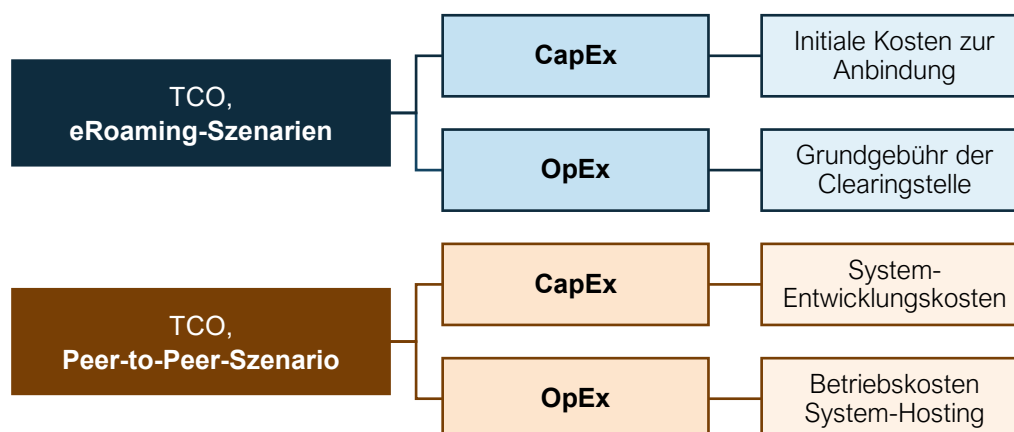 TCO,
eRoaming-Szenarien
CapEx
Initiale Kosten zur
Anbindung
OpEx
Grundgebühr der
Clearingstelle
TCO,
Peer-to-Peer-Szenario
CapEx
System-
Entwicklungskosten
OpEx
Betriebskosten
System-Hosting